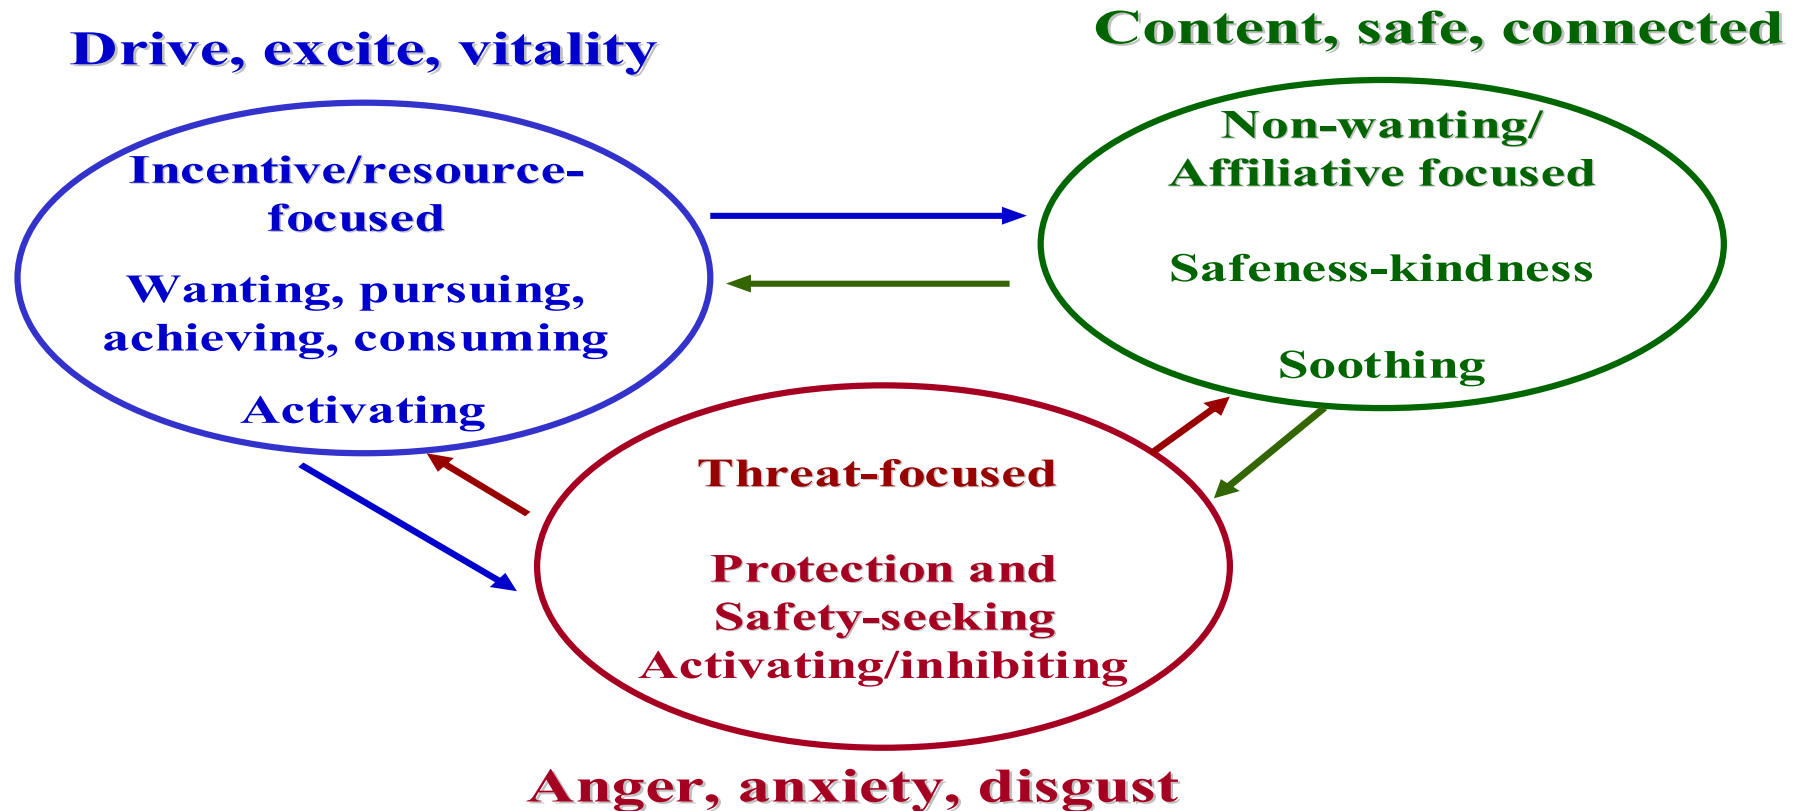 Drive, excite, vitality
Incentive/resource-
focused
Wanting, pursuing,
achieving, consuming
Activating
Content, safe, connected
Non-wanting/
Affiliative focused
Safeness-kindness
Soothing
Threat-focused
Protection and
Safety-seeking
Activating/inhibiting
Anger, anxiety, disgust